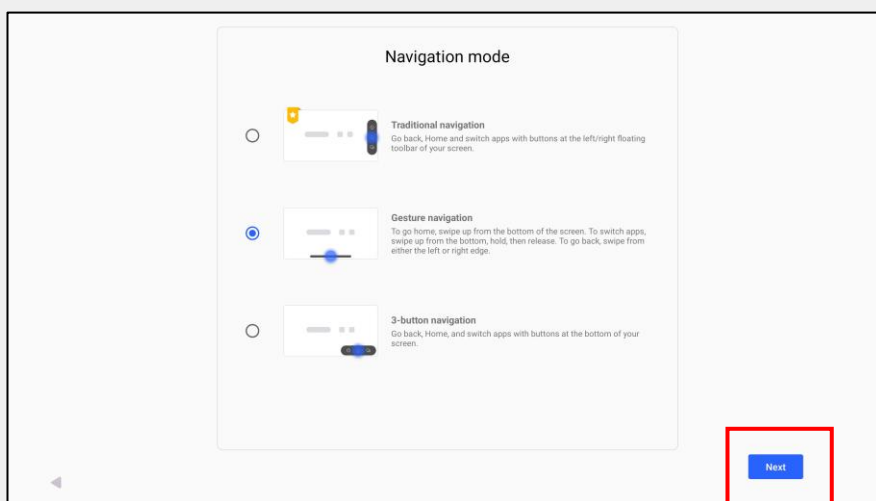 Navigation mode
Traditional navigation
Go back, Home and switch apps with buttons at the left/right floating
toolbar of your screen.
Gesture navigation
To go home, swipe up from the bottom of the screen. To switch apps,
swipe up from the bottom, hold, then release. To go back, swipe from
either the left or right edge.
3-button navigation
Go back, Home, and switch apps with buttons at the bottom of your
screen.
Next